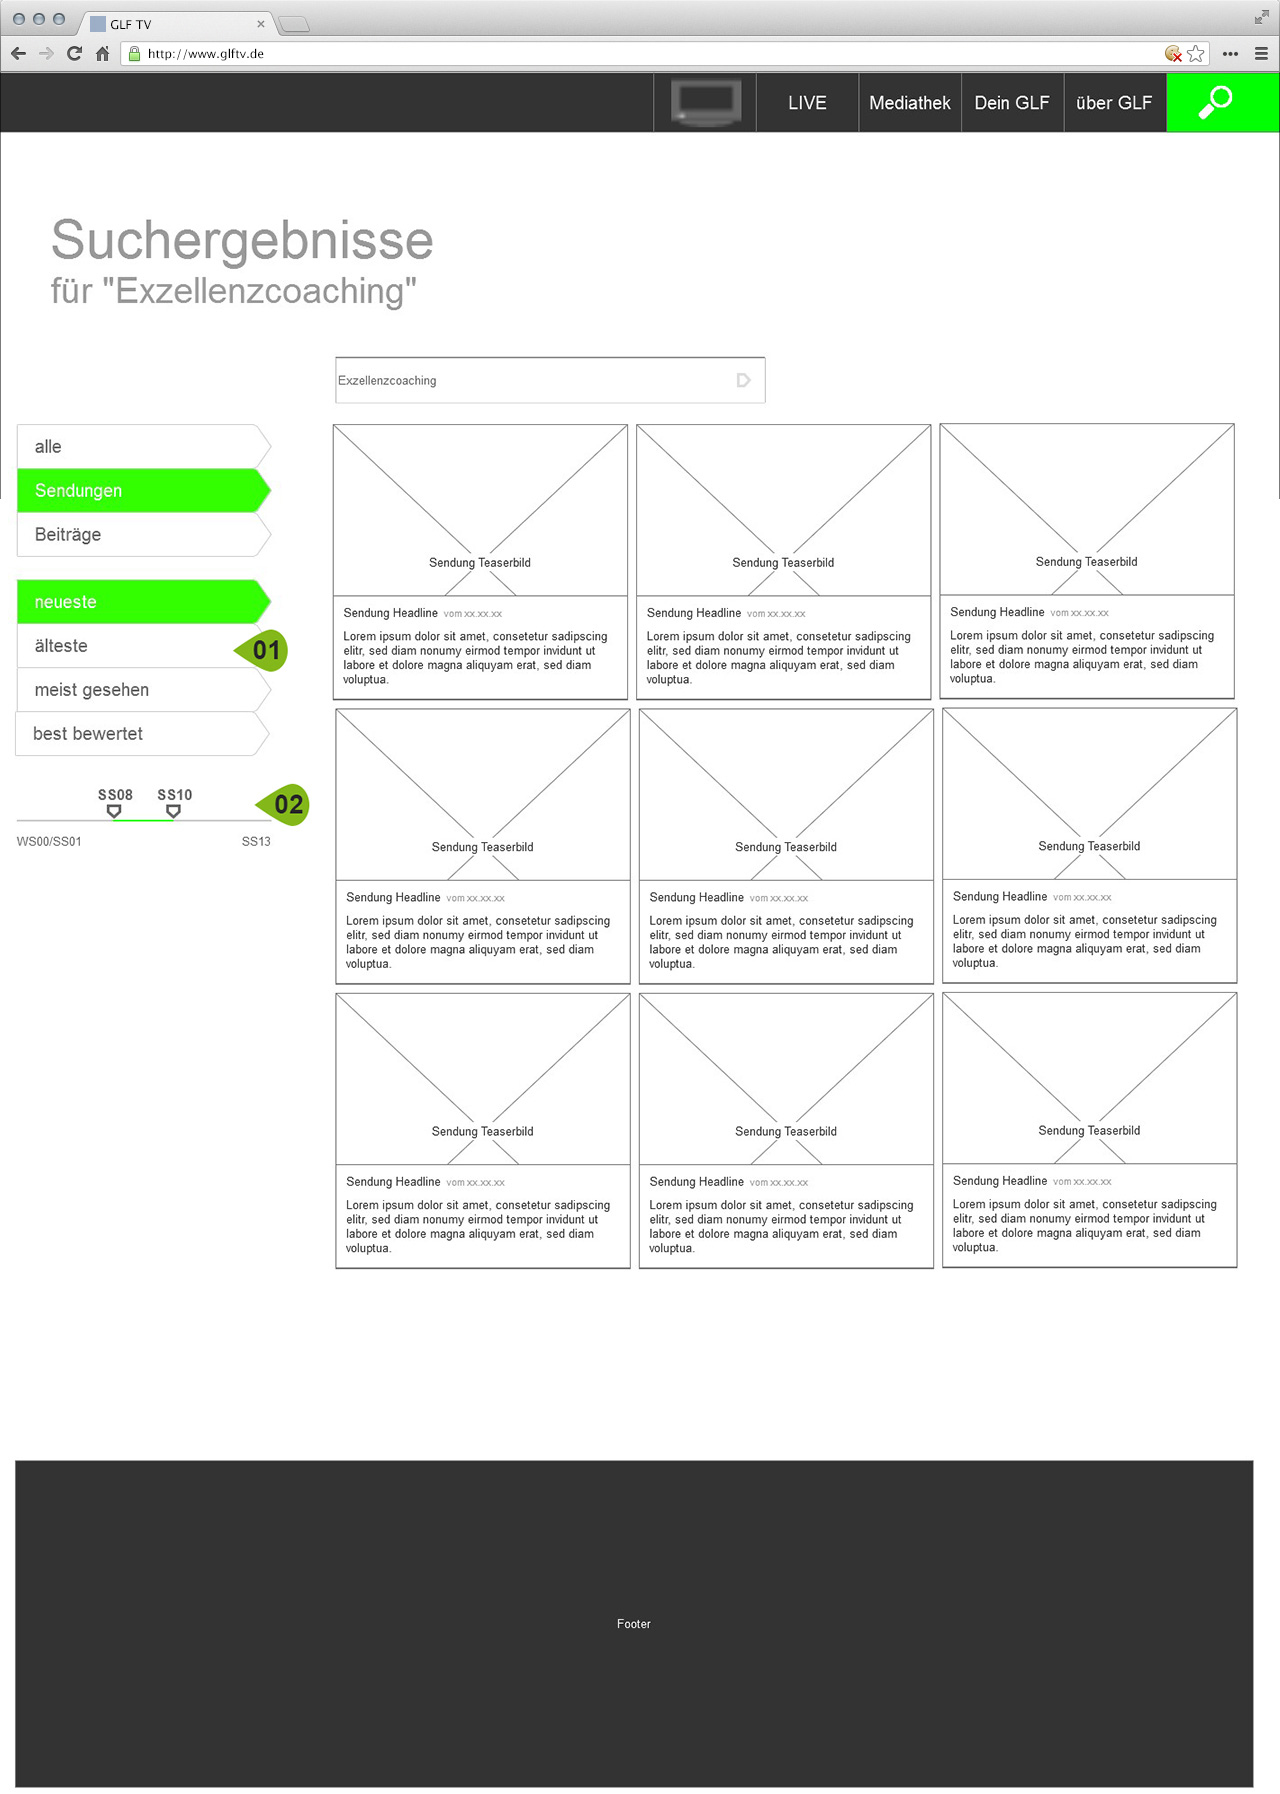 GLF TV
http://www.glftv.de
LIVE
Mediathek
Dein GLF
über GLF
Suchergebnisse
für "Exzellenzcoaching"
Exzellenzcoaching
alle
Sendungen
Beiträge
neueste
älteste
01
meist gesehen
best bewertet
SS08
SS10
02
WS00/SS01
SS13
Sendung Teaserbild
Sendung Headline vom xx.xx.xx
Lorem ipsum dolor sit amet, consetetur sadipscing
elitr, sed diam nonumy eirmod tempor invidunt ut
labore et dolore magna aliquyam erat, sed diam
voluptua.
Sendung Teaserbild
Sendung Headline vom xx.xx.xx
Lorem ipsum dolor sit amet, consetetur sadipscing
elitr, sed diam nonumy eirmod tempor invidunt ut
labore et dolore magna aliquyam erat, sed diam
voluptua.
Sendung Teaserbild
Sendung Headline vom xx.xx.xx
Lorem ipsum dolor sit amet, consetetur sadipscing
elitr, sed diam nonumy eirmod tempor invidunt ut
labore et dolore magna aliquyam erat, sed diam
voluptua.
Sendung Teaserbild
Sendung Headline vom xx.xx.xx
Lorem ipsum dolor sit amet, consetetur sadipscing
elitr, sed diam nonumy eirmod tempor invidunt ut
labore et dolore magna aliquyam erat, sed diam
voluptua.
Sendung Teaserbild
Sendung Headline vom xx.xx.xx
Lorem ipsum dolor sit amet, consetetur sadipscing
elitr, sed diam nonumy eirmod tempor invidunt ut
labore et dolore magna aliquyam erat, sed diam
voluptua.
Sendung Teaserbild
Sendung Headline vom xx.xx.xx
Lorem ipsum dolor sit amet, consetetur sadipscing
elitr, sed diam nonumy eirmod tempor invidunt ut
labore et dolore magna aliquyam erat, sed diam
voluptua.
Sendung Teaserbild
Sendung Headline vom xx.xx.xx
Lorem ipsum dolor sit amet, consetetur sadipscing
elitr, sed diam nonumy eirmod tempor invidunt ut
labore et dolore magna aliquyam erat, sed diam
voluptua.
Sendung Teaserbild
Sendung Headline vom xx.xx.xx
Lorem ipsum dolor sit amet, consetetur sadipscing
elitr, sed diam nonumy eirmod tempor invidunt ut
labore et dolore magna aliquyam erat, sed diam
voluptua.
Sendung Teaserbild
Sendung Headline vom xx.xx.xx
Lorem ipsum dolor sit amet, consetetur sadipscing
elitr, sed diam nonumy eirmod tempor invidunt ut
labore et dolore magna aliquyam erat, sed diam
voluptua.
Footer